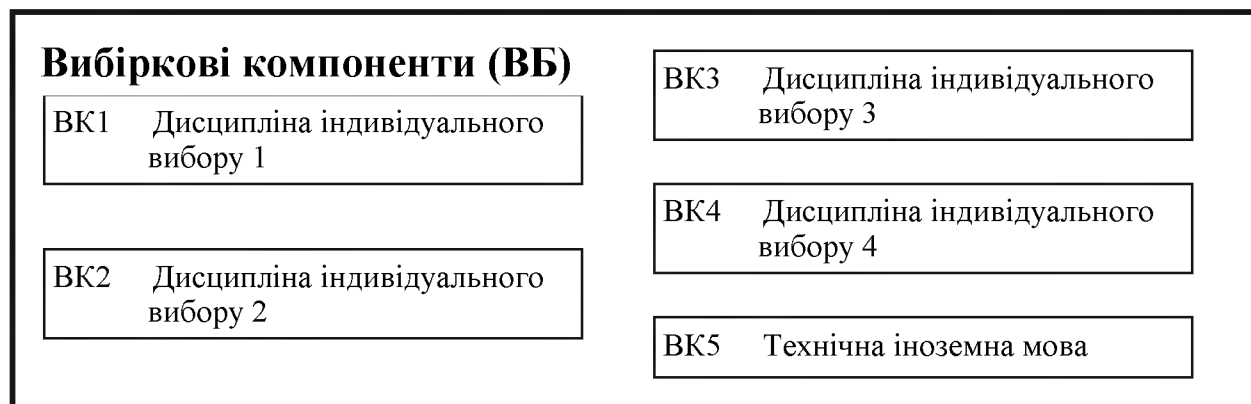 Вибіркові компоненти (ВБ)
ВК1 Дисципліна індивідуального
вибору 1
ВК2 Дисципліна індивідуального
вибору 2
ВК3 Дисципліна індивідуального
вибору 3
ВК4 Дисципліна індивідуального
вибору 4
ВК5 Технічна іноземна мова